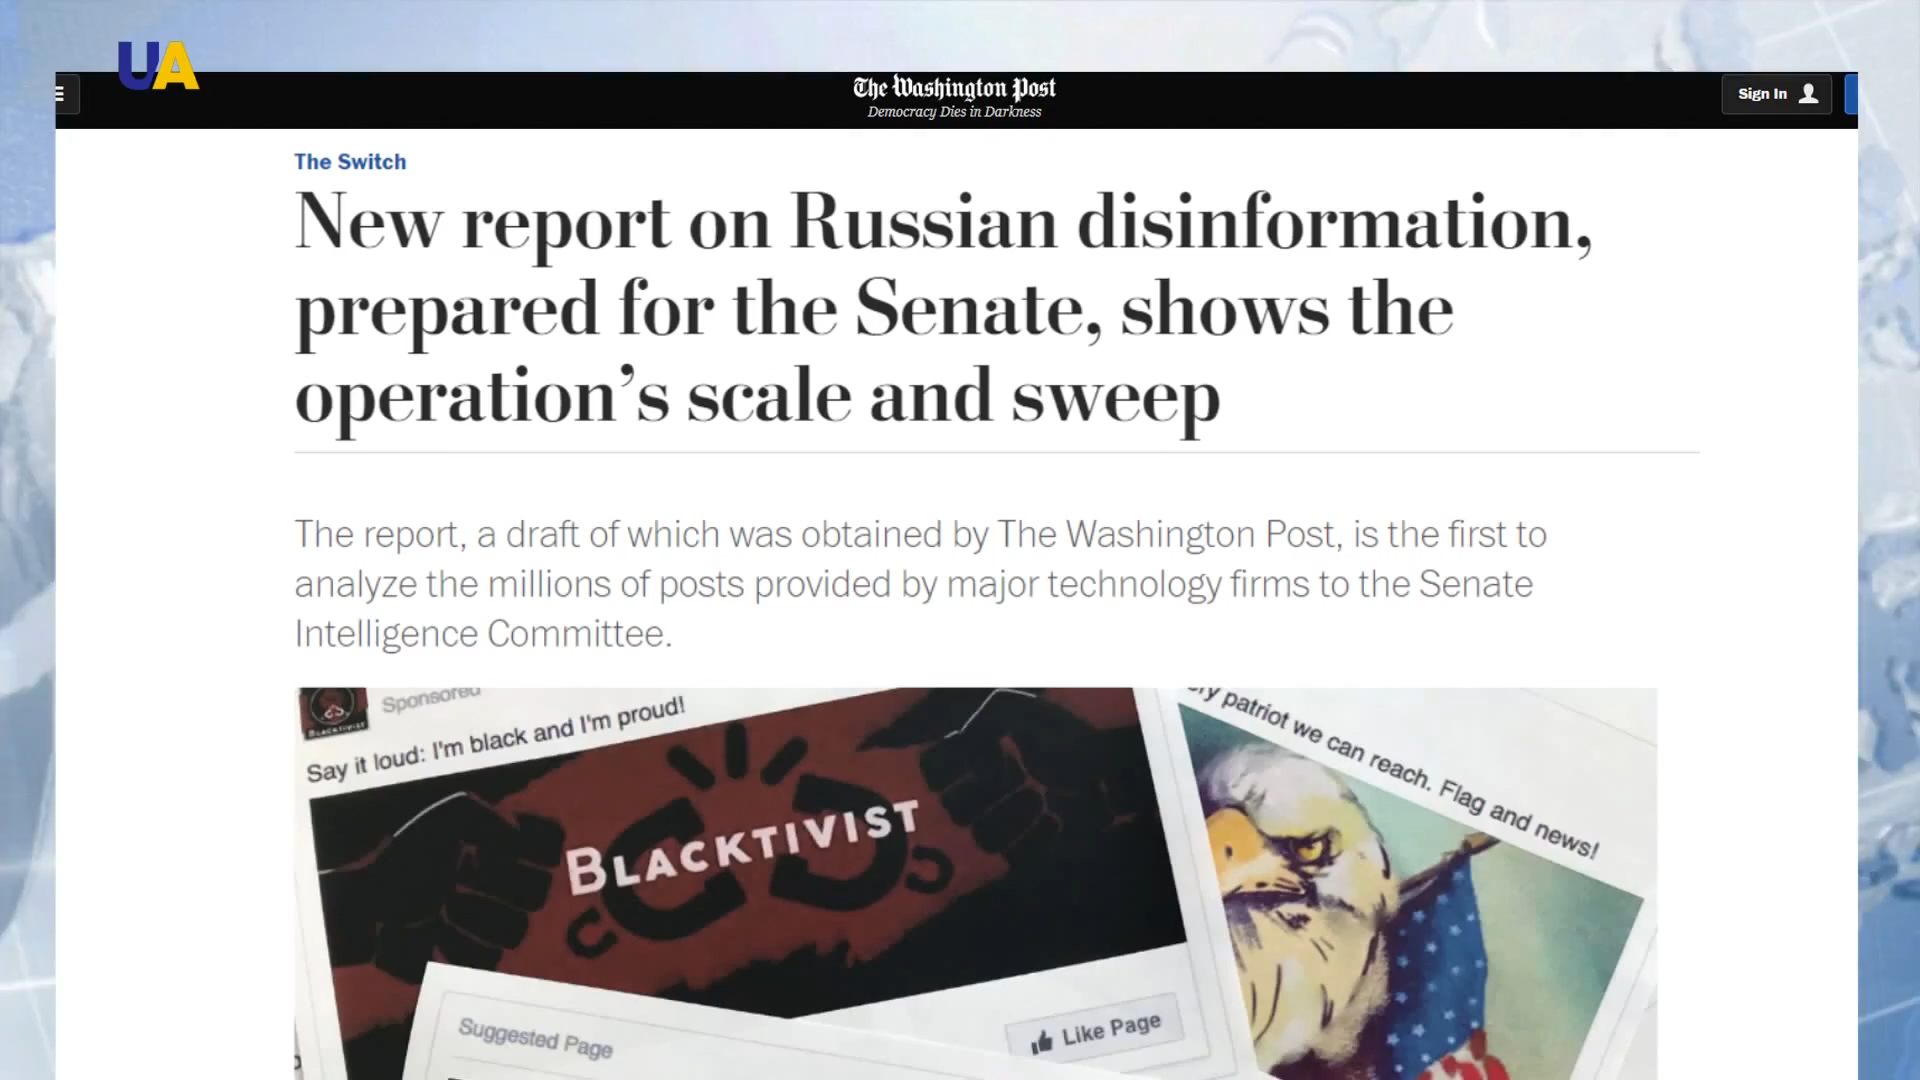 UA
The Washington Post
Democracy Dies in Darkness
Sign In
The Switch
New report on Russian disinformation,
prepared for the Senate, shows the
operation’s scale and sweep
The report, a draft of which was obtained by The Washington Post, is the first to
analyze the millions of posts provided by major technology firms to the Senate
Intelligence Committee.
Sponsored
BLACKTIVIST
Say it loud: I'm black and I'm proud!
BLACKTIVIST
patriot we can reach. Flag and news!
Like Page
Suggested Page